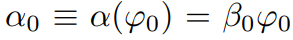 α₀ ≡ α(φ₀) = β₀φ₀